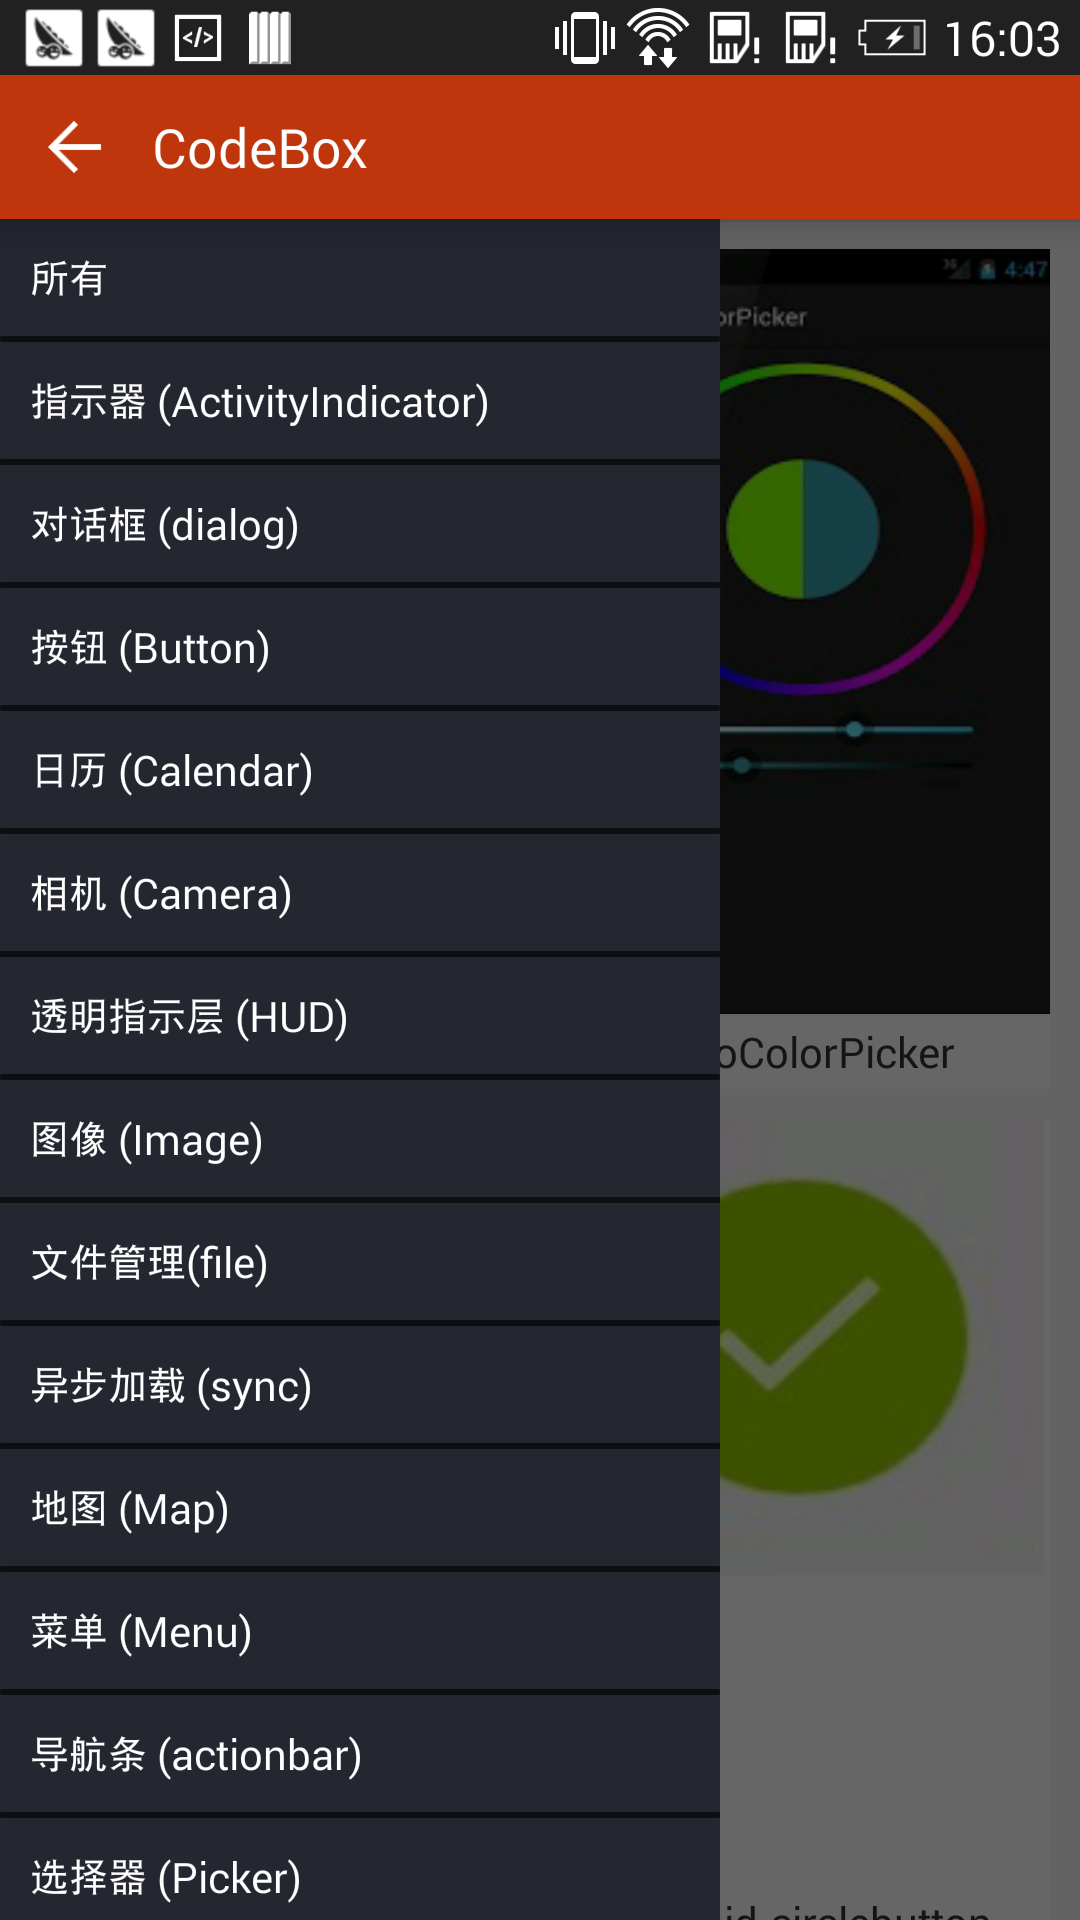 16:03
CodeBox
所有
指示器 (ActivityIndicator)
对话框 (dialog)
按钮 (Button)
日历 (Calendar)
相机 (Camera)
透明指示层 (HUD)
图像 (Image)
文件管理(file)
异步加载 (sync)
地图 (Map)
菜单 (Menu)
导航条 (actionbar)
选择器 (Picker)
3G 4:47
orPicker
oColorPicker
id-circlebutton